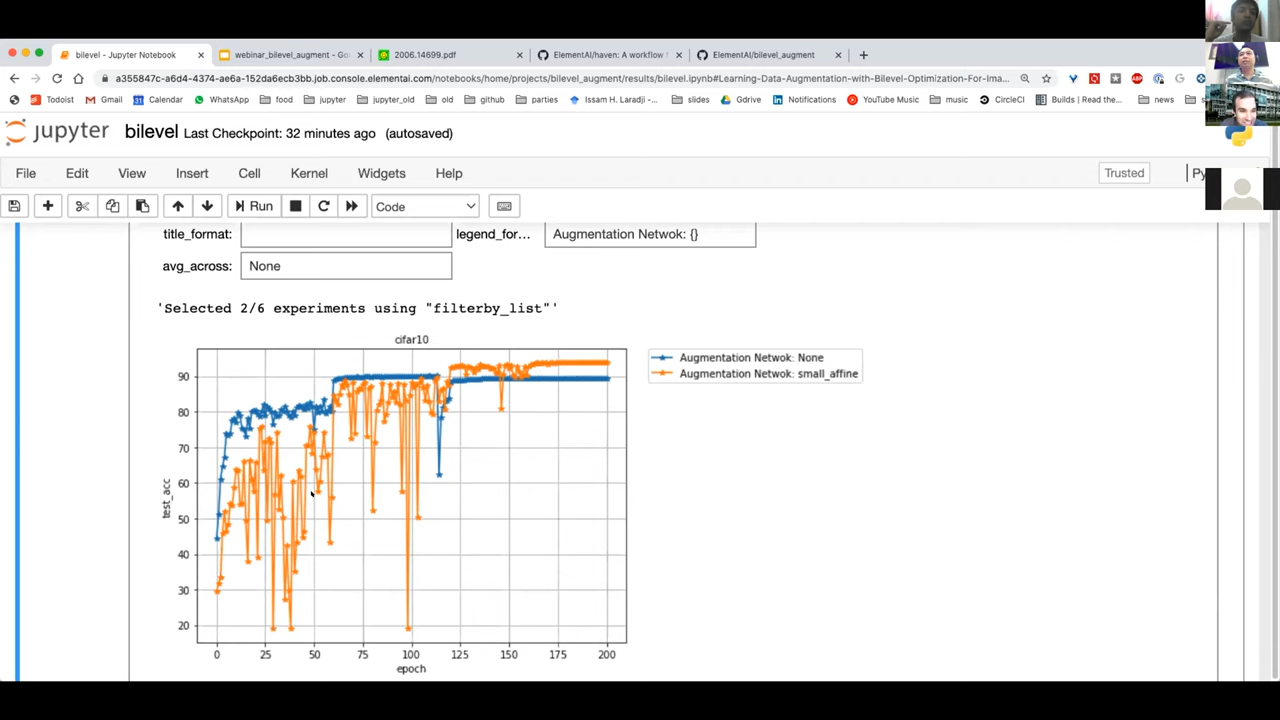 bilevel - Jupyter Notebook
webinar_bilevel_augment - Go
2006.14699.pdf
ElementAI/haven: A workflow f
ElementAI/bilevel_augment
a355847c-a6d4-4374-ae6a-152da6ecb3bb.job.console.elementai.com/notebooks/home/projects/bilevel_augment/results/bilevel.ipynb#Learning-Data-Augmentation-with-Bilevel-Optimization-For-Ima...
Todoist
Gmail
Calendar
WhatsApp
food
jupyter
jupyter_old
old
github
parties
Issam H. Laradji -...
slides
Gdrive
Notifications
YouTube Music
music
CircleCI
Builds | Read the...
news
jupyter bilevel Last Checkpoint: 32 minutes ago (autosaved)
File Edit View Insert Cell Kernel Widgets Help Trusted Py
Run Code
title_format: legend_for... Augmentation Netwok: {}
avg_across: None
'Selected 2/6 experiments using "filterby_list"'
cifar10
Augmentation Netwok: None
Augmentation Netwok: small_affine
90
80
70
60
50
40
30
20
test_acc
0 25 50 75 100 125 150 175 200
epoch